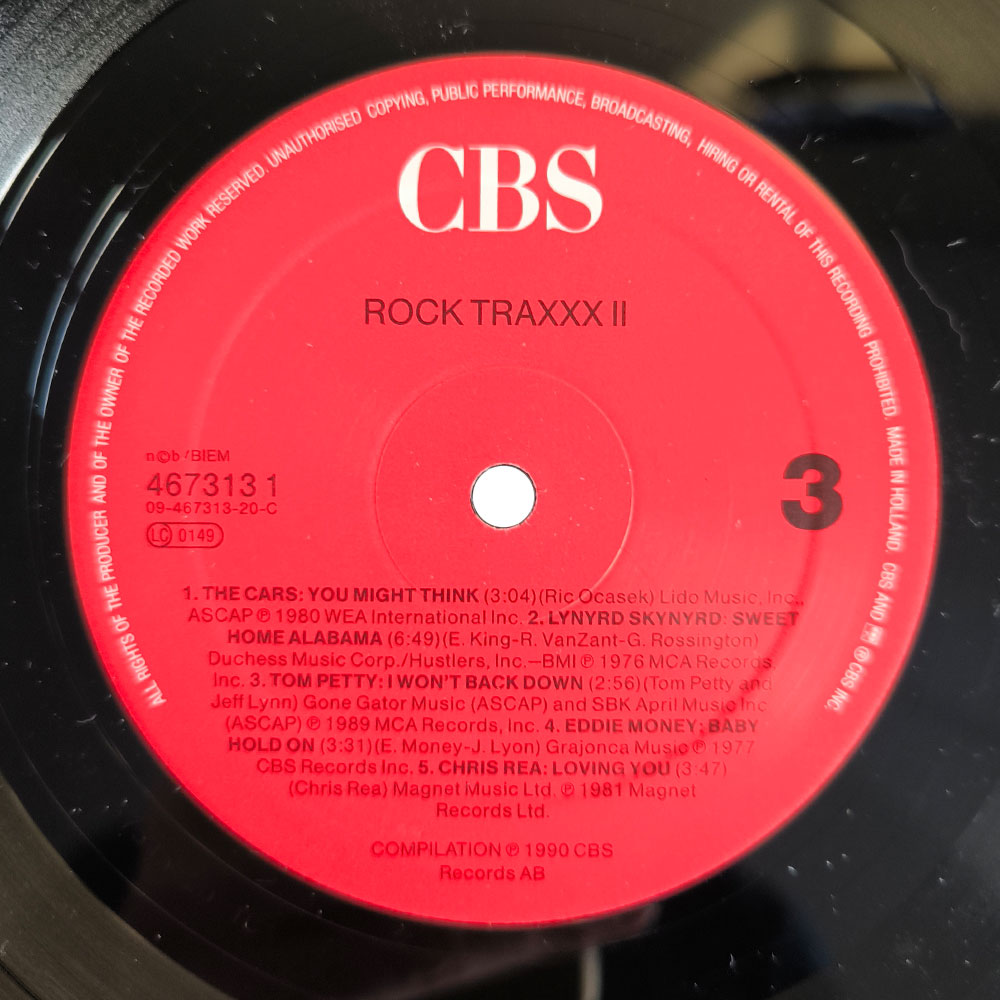 ALL RIGHTS OF THE PRODUCER AND OF THE OWNER OF THE RECORDED WORK RESERVED. UNAUTHORISED COPYING, PUBLIC PERFORMANCE, BROADCASTING, HIRING OR RENTAL OF THIS RECORDING PROHIBITED. MADE IN HOLLAND. CBS AND ® CBS INC.
CBS
ROCK TRAXXX II
n©b/BIEM
467313 1
09-467313-20-C
LC 0149
3
1. THE CARS: YOU MIGHT THINK (3:04)(Ric Ocasek) Lido Music, Inc.,
ASCAP ℗ 1980 WEA International Inc. 2. LYNYRD SKYNYRD: SWEET
HOME ALABAMA (6:49)(E. King-R. VanZant-G. Rossington)
Duchess Music Corp./Hustlers, Inc.—BMI ℗ 1976 MCA Records,
Inc. 3. TOM PETTY: I WON'T BACK DOWN (2:56)(Tom Petty and
Jeff Lynn) Gone Gator Music (ASCAP) and SBK April Music Inc
(ASCAP) ℗ 1989 MCA Records, Inc. 4. EDDIE MONEY: BABY
HOLD ON (3:31)(E. Money-J. Lyon) Grajonca Music ℗ 1977
CBS Records Inc. 5. CHRIS REA: LOVING YOU (3:47)
(Chris Rea) Magnet Music Ltd. ℗ 1981 Magnet
Records Ltd.
COMPILATION ℗ 1990 CBS
Records AB